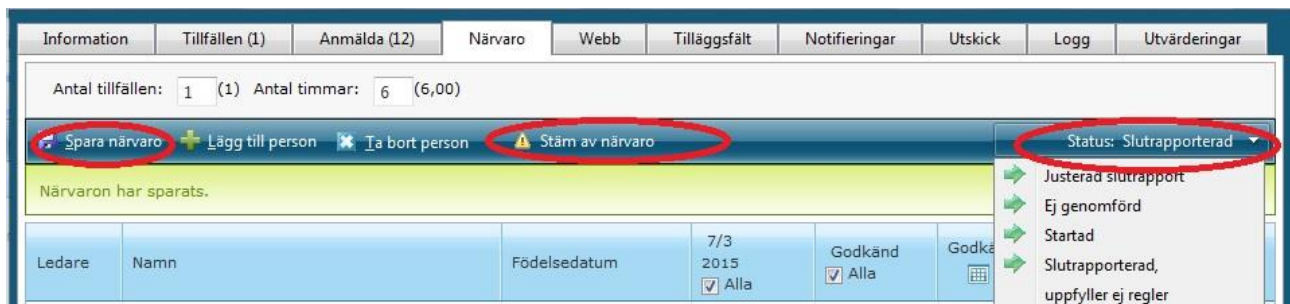 Information Tillfällen (1) Anmälda (12) Närvaro Webb Tilläggsfält Notifieringar Utskick Logg Utvärderingar
Antal tillfällen: 1 (1) Antal timmar: 6 (6,00)
Spara närvaro Lägg till person Ta bort person Stäm av närvaro Status: Slutrapporterad
Närvaron har sparats.
Justerad slutrapport
Ej genomförd
Startad
Slutrapporterad,
uppfyller ej regler
Ledare Namn Födelsedatum
7/3
2015
Alla
Godkänd
Alla